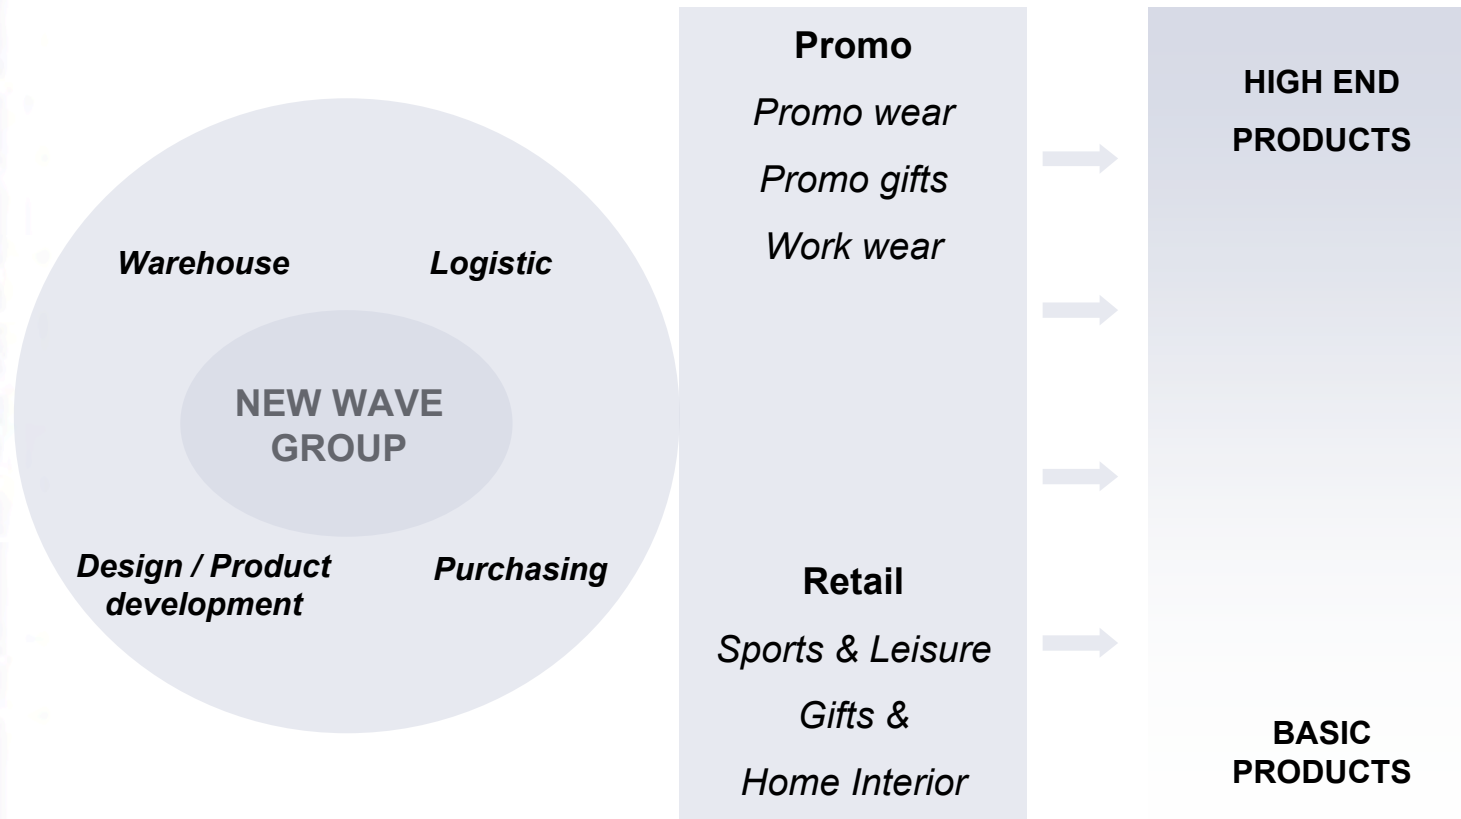 Warehouse
Logistic
NEW WAVE
GROUP
Design / Product
development
Purchasing
Promo
Promo wear
Promo gifts
Work wear
Retail
Sports & Leisure
Gifts &
Home Interior
HIGH END
PRODUCTS
BASIC
PRODUCTS